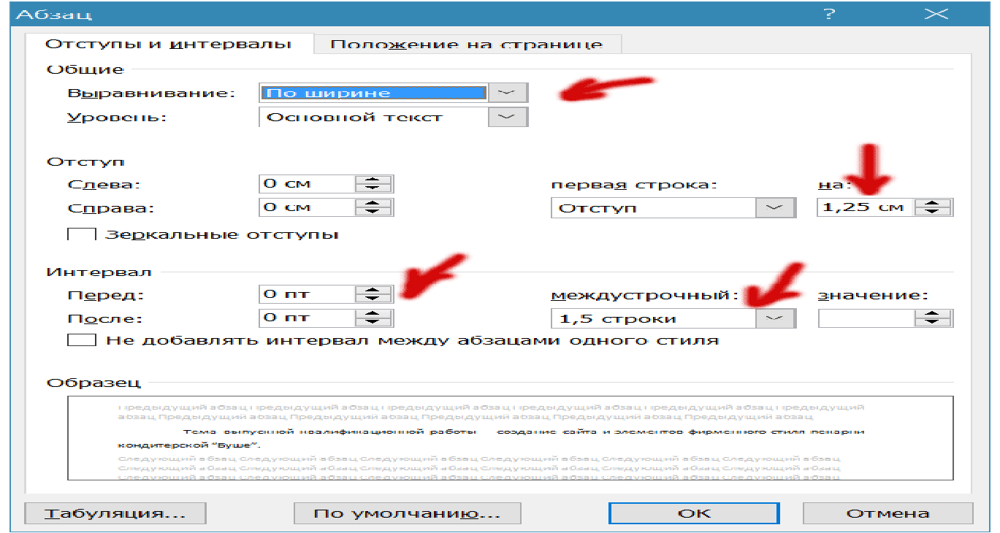 Абзац ?
Отступы и интервалы Положение на странице
Общие
Выравнивание: По ширине
Уровень: Основной текст
Отступ
Слева: 0 см первая строка: на:
Справа: 0 см Отступ 1,25 см
Зеркальные отступы
Интервал
Перед: 0 пт междустрочный: значение:
После: 0 пт 1,5 строки
Не добавлять интервал между абзацами одного стиля
Образец
Предыдущий абзац Предыдущий абзац Предыдущий абзац Предыдущий абзац Предыдущий абзац Предыдущий
абзац Предыдущий абзац Предыдущий абзац Предыдущий абзац Предыдущий абзац Предыдущий абзац
Тема выпускной квалификационной работы создание сайта и элементов фирменного стиля пекарни
кондитерской "Буше".
Следующий абзац Следующий абзац Следующий абзац Следующий абзац Следующий абзац Следующий абзац
Следующий абзац Следующий абзац Следующий абзац Следующий абзац Следующий абзац Следующий абзац
Следующий абзац Следующий абзац Следующий абзац Следующий абзац Следующий абзац Следующий абзац
Табуляция... По умолчанию... ОК Отмена